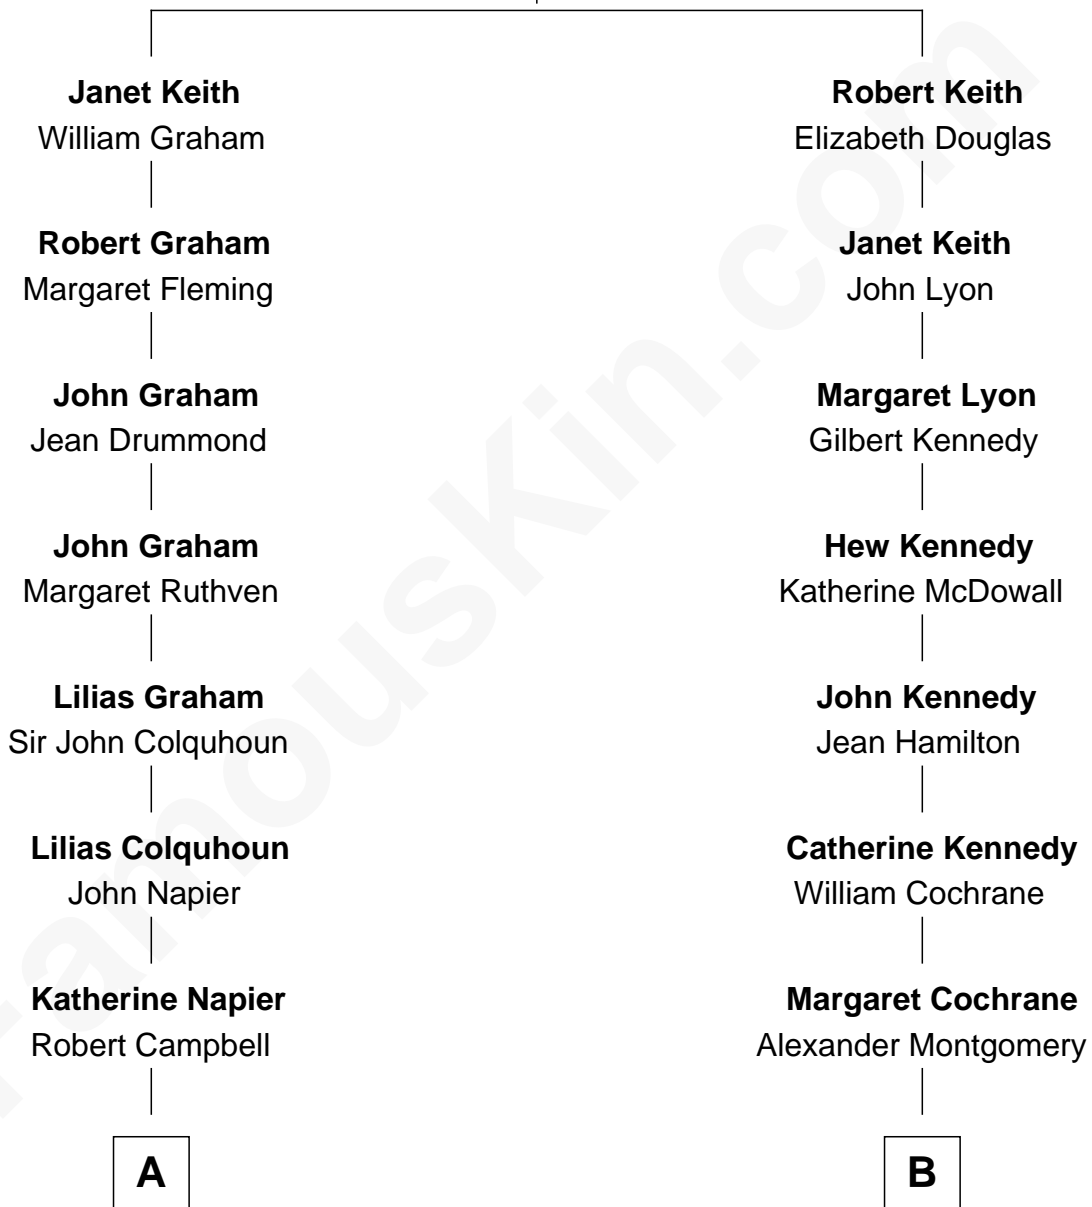 Janet Keith
William Graham
Robert Graham
Margaret Fleming
John Graham
Jean Drummond
John Graham
Margaret Ruthven
Lilias Graham
Sir John Colquhoun
Lilias Colquhoun
John Napier
Katherine Napier
Robert Campbell
A
Robert Keith
Elizabeth Douglas
Janet Keith
John Lyon
Margaret Lyon
Gilbert Kennedy
Hew Kennedy
Katherine McDowall
John Kennedy
Jean Hamilton
Catherine Kennedy
William Cochrane
Margaret Cochrane
Alexander Montgomery
B
FamousKin.com